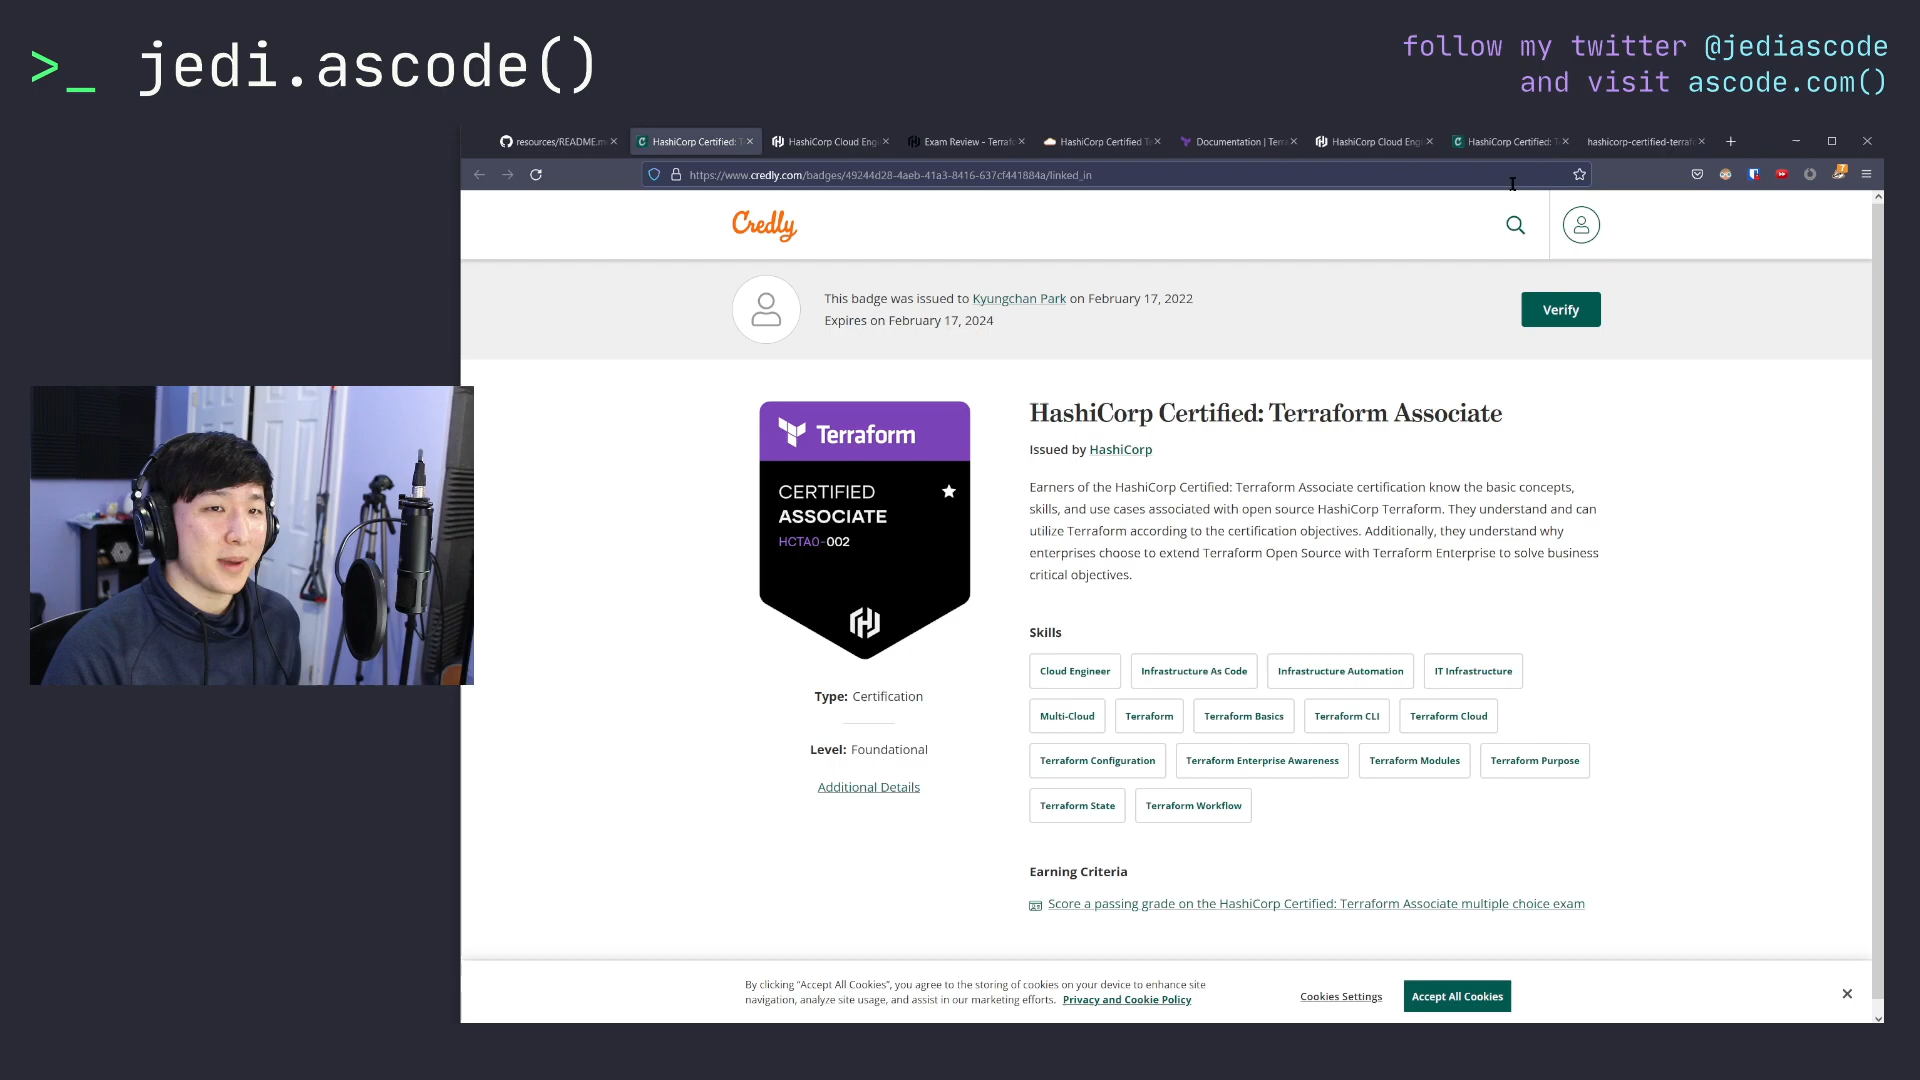 >_ jedi.ascode()
follow my twitter @jediascode
and visit ascode.com()
resources/README.m
HashiCorp Certified: T
HashiCorp Cloud Eng
Exam Review - Terraf
HashiCorp Certified Te
Documentation | Terra
HashiCorp Cloud Eng
HashiCorp Certified: T
hashicorp-certified-terraf
https://www.credly.com/badges/49244d28-4aeb-41a3-8416-637cf441884a/linked_in
Credly
This badge was issued to Kyungchan Park on February 17, 2022
Expires on February 17, 2024
Verify
Terraform
CERTIFIED
ASSOCIATE
HCTA0-002
Type: Certification
Level: Foundational
Additional Details
HashiCorp Certified: Terraform Associate
Issued by HashiCorp
Earners of the HashiCorp Certified: Terraform Associate certification know the basic concepts,
skills, and use cases associated with open source HashiCorp Terraform. They understand and can
utilize Terraform according to the certification objectives. Additionally, they understand why
enterprises choose to extend Terraform Open Source with Terraform Enterprise to solve business
critical objectives.
Skills
Cloud Engineer
Infrastructure As Code
Infrastructure Automation
IT Infrastructure
Multi-Cloud
Terraform
Terraform Basics
Terraform CLI
Terraform Cloud
Terraform Configuration
Terraform Enterprise Awareness
Terraform Modules
Terraform Purpose
Terraform State
Terraform Workflow
Earning Criteria
Score a passing grade on the HashiCorp Certified: Terraform Associate multiple choice exam
By clicking “Accept All Cookies”, you agree to the storing of cookies on your device to enhance site
navigation, analyze site usage, and assist in our marketing efforts. Privacy and Cookie Policy
Cookies Settings
Accept All Cookies